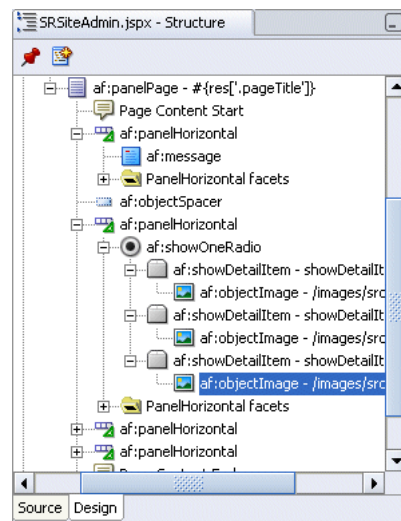 SRSiteAdmin.jspx - Structure
af:panelPage - #{res['.pageTitle']}
Page Content Start
af:panelHorizontal
af:message
PanelHorizontal facets
af:objectSpacer
af:panelHorizontal
af:showOneRadio
af:showDetailItem - showDetailIt
af:objectImage - /images/src
af:showDetailItem - showDetailIt
af:objectImage - /images/src
af:showDetailItem - showDetailIt
af:objectImage - /images/src
PanelHorizontal facets
af:panelHorizontal
af:panelHorizontal
Source Design